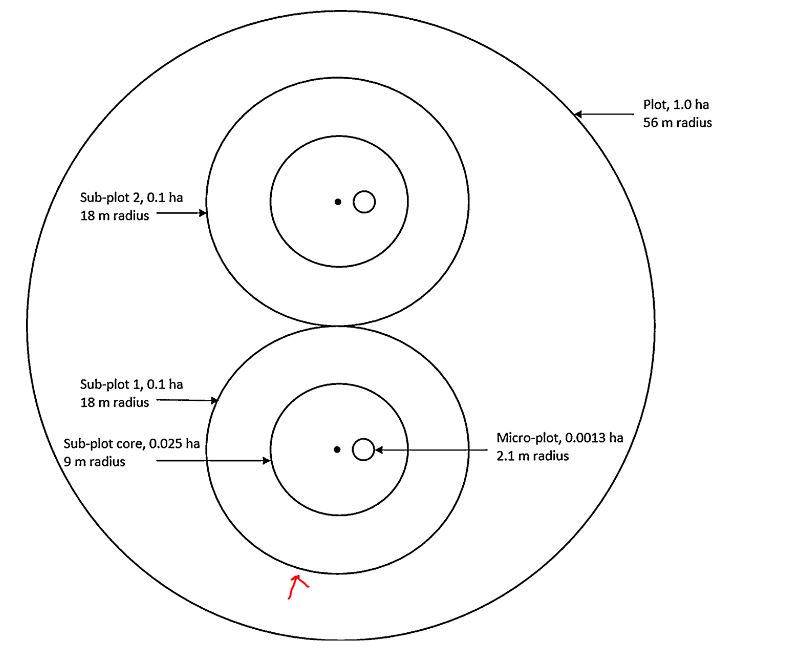 Plot, 1.0 ha
56 m radius
Sub-plot 2, 0.1 ha
18 m radius
Sub-plot 1, 0.1 ha
18 m radius
Sub-plot core, 0.025 ha
9 m radius
Micro-plot, 0.0013 ha
2.1 m radius